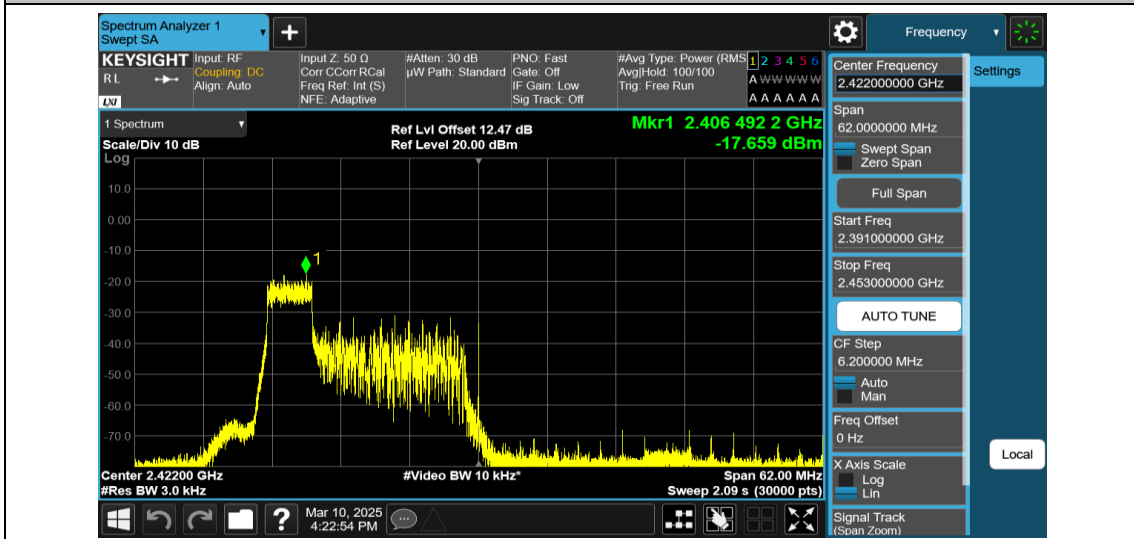 Spectrum Analyzer 1
Swept SA
Frequency
KEYSIGHT
R L
LXI
Input: RF
Coupling: DC
Align: Auto
Input Z: 50 Ω
Corr CCorr RCal
Freq Ref: Int (S)
NFE: Adaptive
#Atten: 30 dB
µW Path: Standard
PNO: Fast
Gate: Off
IF Gain: Low
Sig Track: Off
#Avg Type: Power (RMS
Avg|Hold: 100/100
Trig: Free Run
1 2 3 4 5 6
A W W W W W
A A A A A A
1 Spectrum
Scale/Div 10 dB
Log
Ref Lvl Offset 12.47 dB
Ref Level 20.00 dBm
Mkr1 2.406 492 2 GHz
-17.659 dBm
10.0
0.00
-10.0
-20.0
-30.0
-40.0
-50.0
-60.0
-70.0
1
Center 2.42200 GHz
#Res BW 3.0 kHz
#Video BW 10 kHz*
Span 62.00 MHz
Sweep 2.09 s (30000 pts)
Center Frequency
2.422000000 GHz
Span
62.0000000 MHz
Swept Span
Zero Span
Full Span
Start Freq
2.391000000 GHz
Stop Freq
2.453000000 GHz
AUTO TUNE
CF Step
6.200000 MHz
Auto
Man
Freq Offset
0 Hz
X Axis Scale
Log
Lin
Signal Track
(Span Zoom)
Settings
Local
?
Mar 10, 2025
4:22:54 PM